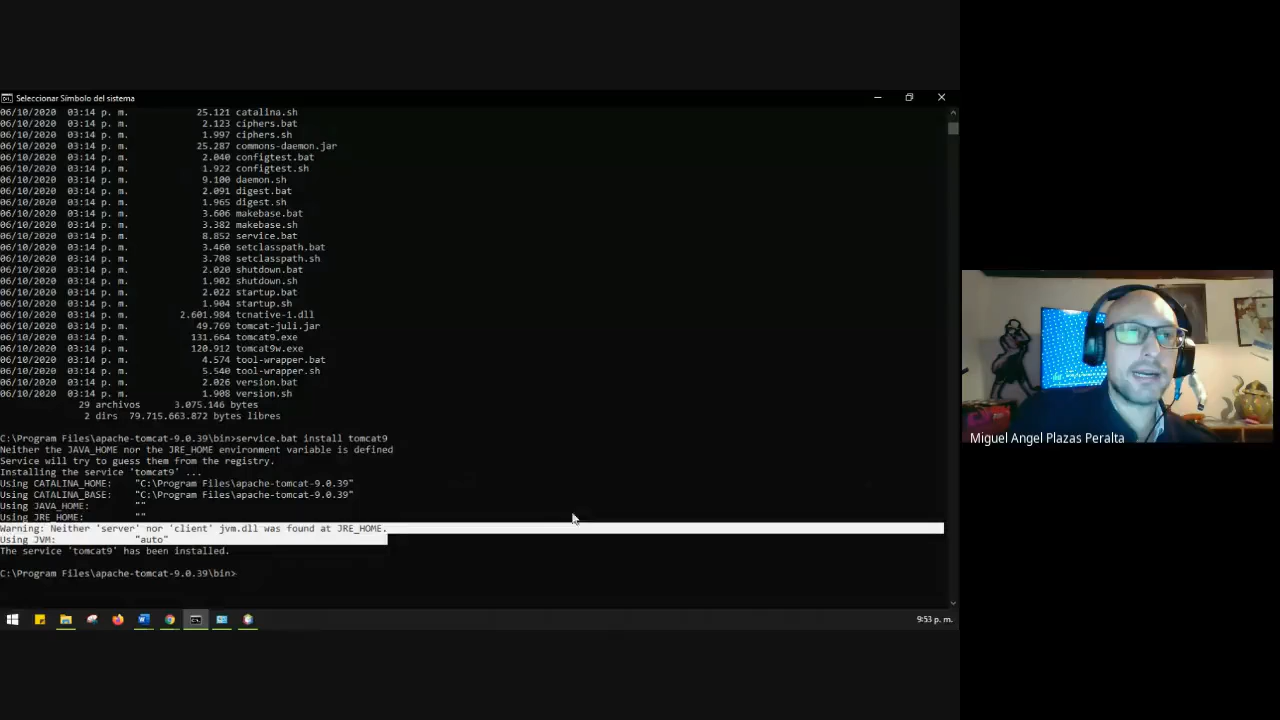 Seleccionar Símbolo del sistema
06/10/2020 03:14 p. m. 25.121 catalina.sh
06/10/2020 03:14 p. m. 2.123 ciphers.bat
06/10/2020 03:14 p. m. 1.997 ciphers.sh
06/10/2020 03:14 p. m. 25.287 commons-daemon.jar
06/10/2020 03:14 p. m. 2.040 configtest.bat
06/10/2020 03:14 p. m. 1.922 configtest.sh
06/10/2020 03:14 p. m. 9.100 daemon.sh
06/10/2020 03:14 p. m. 2.091 digest.bat
06/10/2020 03:14 p. m. 1.965 digest.sh
06/10/2020 03:14 p. m. 3.606 makebase.bat
06/10/2020 03:14 p. m. 3.382 makebase.sh
06/10/2020 03:14 p. m. 8.852 service.bat
06/10/2020 03:14 p. m. 3.460 setclasspath.bat
06/10/2020 03:14 p. m. 3.708 setclasspath.sh
06/10/2020 03:14 p. m. 2.020 shutdown.bat
06/10/2020 03:14 p. m. 1.902 shutdown.sh
06/10/2020 03:14 p. m. 2.022 startup.bat
06/10/2020 03:14 p. m. 1.904 startup.sh
06/10/2020 03:14 p. m. 2.601.984 tcnative-1.dll
06/10/2020 03:14 p. m. 49.769 tomcat-juli.jar
06/10/2020 03:14 p. m. 131.664 tomcat9.exe
06/10/2020 03:14 p. m. 120.912 tomcat9w.exe
06/10/2020 03:14 p. m. 4.574 tool-wrapper.bat
06/10/2020 03:14 p. m. 5.540 tool-wrapper.sh
06/10/2020 03:14 p. m. 2.026 version.bat
06/10/2020 03:14 p. m. 1.908 version.sh
29 archivos 3.075.146 bytes
2 dirs 79.715.663.872 bytes libres
C:\Program Files\apache-tomcat-9.0.39\bin>service.bat install tomcat9
Neither the JAVA_HOME nor the JRE_HOME environment variable is defined
Service will try to guess them from the registry.
Installing the service 'tomcat9' ...
Using CATALINA_HOME: "C:\Program Files\apache-tomcat-9.0.39"
Using CATALINA_BASE: "C:\Program Files\apache-tomcat-9.0.39"
Using JAVA_HOME: ""
Using JRE_HOME: ""
Warning: Neither 'server' nor 'client' jvm.dll was found at JRE_HOME.
Using JVM: "auto"
The service 'tomcat9' has been installed.
C:\Program Files\apache-tomcat-9.0.39\bin>
9:53 p. m.
Miguel Angel Plazas Peralta